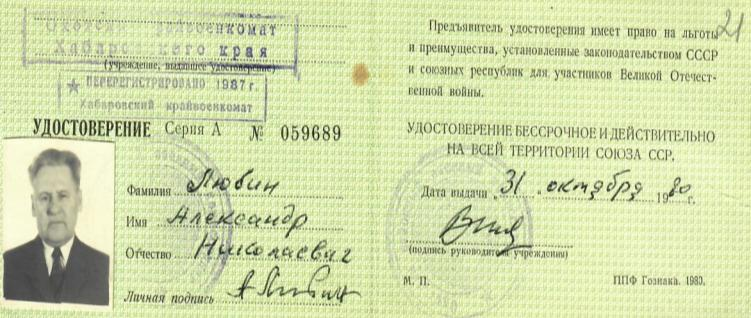 Охотский райвоенкомат
Хабаровского края
(учреждение, выдавшее удостоверение)
★ ПЕРЕРЕГИСТРИРОВАНО 1987 г.
Хабаровский крайвоенкомат
УДОСТОВЕРЕНИЕ Серия А № 059689
Фамилия Любин
Имя Александр
Отчество Николаевич
Личная подпись
21
Предъявитель удостоверения имеет право на льготы
и преимущества, установленные законодательством СССР
и союзных республик для участников Великой Отечест-
венной войны.
УДОСТОВЕРЕНИЕ БЕССРОЧНОЕ И ДЕЙСТВИТЕЛЬНО
НА ВСЕЙ ТЕРРИТОРИИ СОЮЗА ССР.
Дата выдачи „31 октября 1980 г.
(подпись руководителя учреждения)
М. П. ППФ Гознака. 1980.